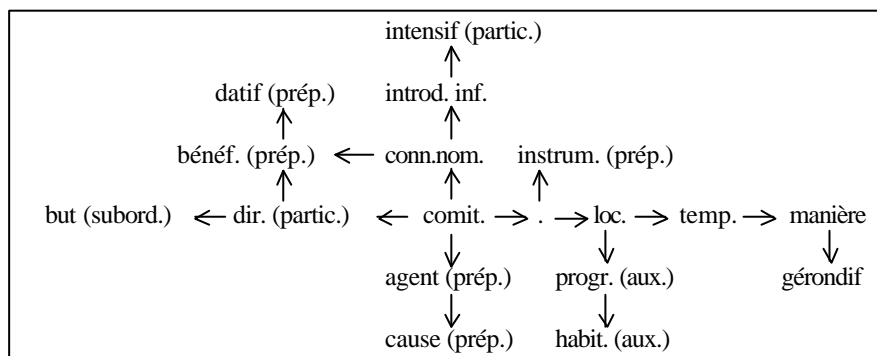 intensif (partic.)
datif (prép.) introd. inf.
bénéf. (prép.) conn.nom. instrum. (prép.)
but (subord.) dir. (partic.) comit. . loc. temp. manière
agent (prép.) progr. (aux.) gérondif
cause (prép.) habit. (aux.)